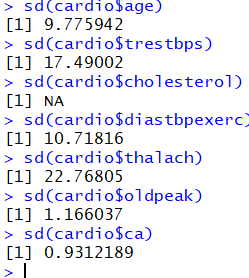 > sd(cardio$age)
[1] 9.775942
> sd(cardio$trestbps)
[1] 17.49002
> sd(cardio$cholesterol)
[1] NA
> sd(cardio$diastbpexerc)
[1] 10.71816
> sd(cardio$thalach)
[1] 22.76805
> sd(cardio$oldpeak)
[1] 1.166037
> sd(cardio$ca)
[1] 0.9312189
>